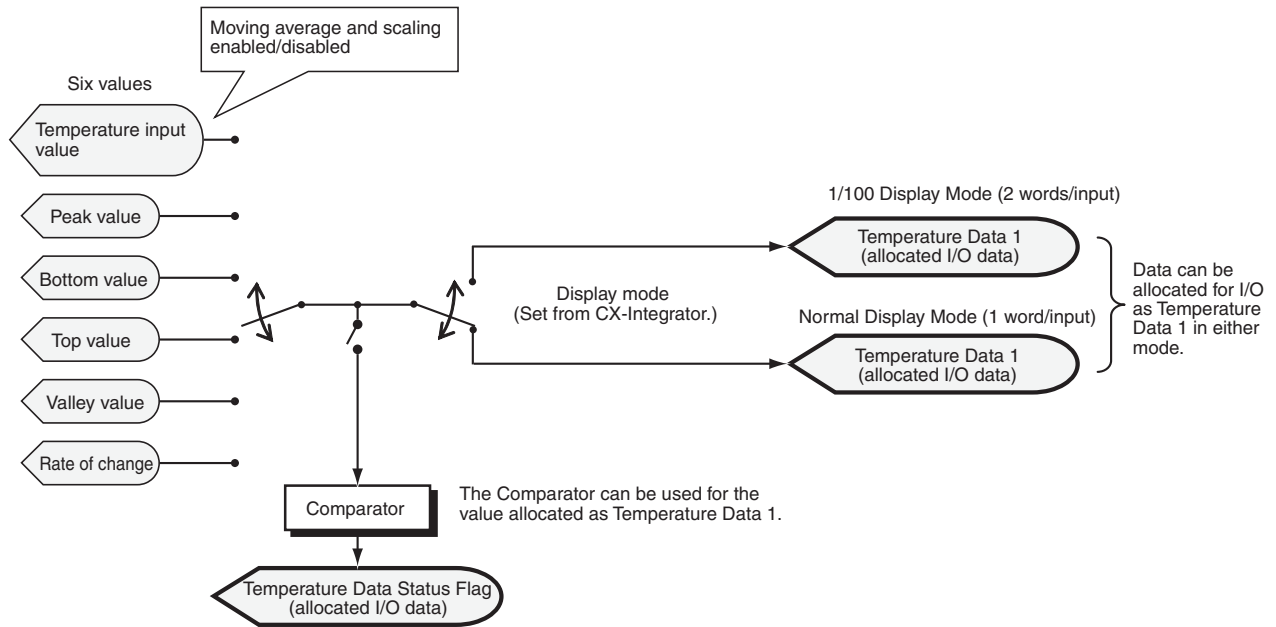 Moving average and scaling
enabled/disabled
Six values
Temperature input
value
Peak value
Bottom value
Top value
Valley value
Rate of change
1/100 Display Mode (2 words/input)
Temperature Data 1
(allocated I/O data)
Display mode
(Set from CX-Integrator.)
Normal Display Mode (1 word/input)
Temperature Data 1
(allocated I/O data)
Data can be
allocated for I/O
as Temperature
Data 1 in either
mode.
Comparator
The Comparator can be used for the
value allocated as Temperature Data 1.
Temperature Data Status Flag
(allocated I/O data)